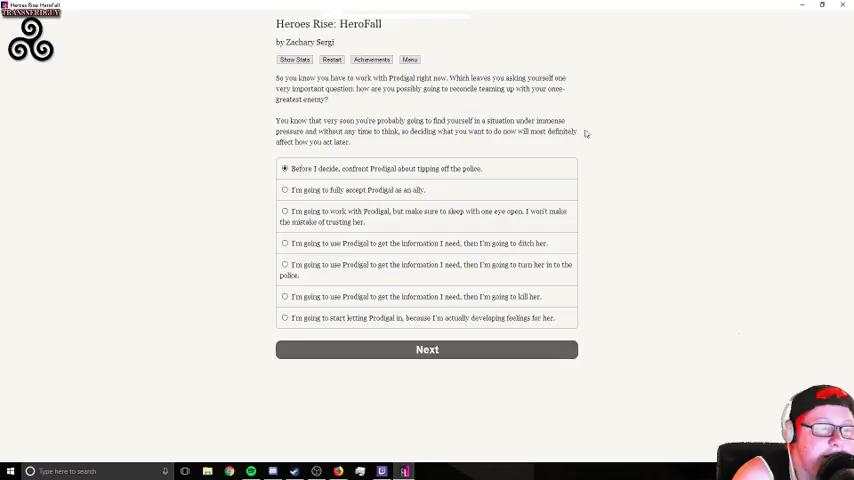 Heroes Rise: HeroFall
TRANSNERDGUY
Heroes Rise: HeroFall
by Zachary Sergi
Show Stats
Restart
Achievements
Menu
So you know you have to work with Prodigal right now. Which leaves you asking yourself one
very important question: how are you possibly going to reconcile teaming up with your once-
greatest enemy?
You know that very soon you're probably going to find yourself in a situation under immense
pressure and without any time to think, so deciding what you want to do now will most definitely
affect how you act later.
Before I decide, confront Prodigal about tipping off the police.
I'm going to fully accept Prodigal as an ally.
I'm going to work with Prodigal, but make sure to sleep with one eye open. I won't make
the mistake of trusting her.
I'm going to use Prodigal to get the information I need, then I'm going to ditch her.
I'm going to use Prodigal to get the information I need, then I'm going to turn her in to the
police.
I'm going to use Prodigal to get the information I need, then I'm going to kill her.
I'm going to start letting Prodigal in, because I'm actually developing feelings for her.
Next
Type here to search